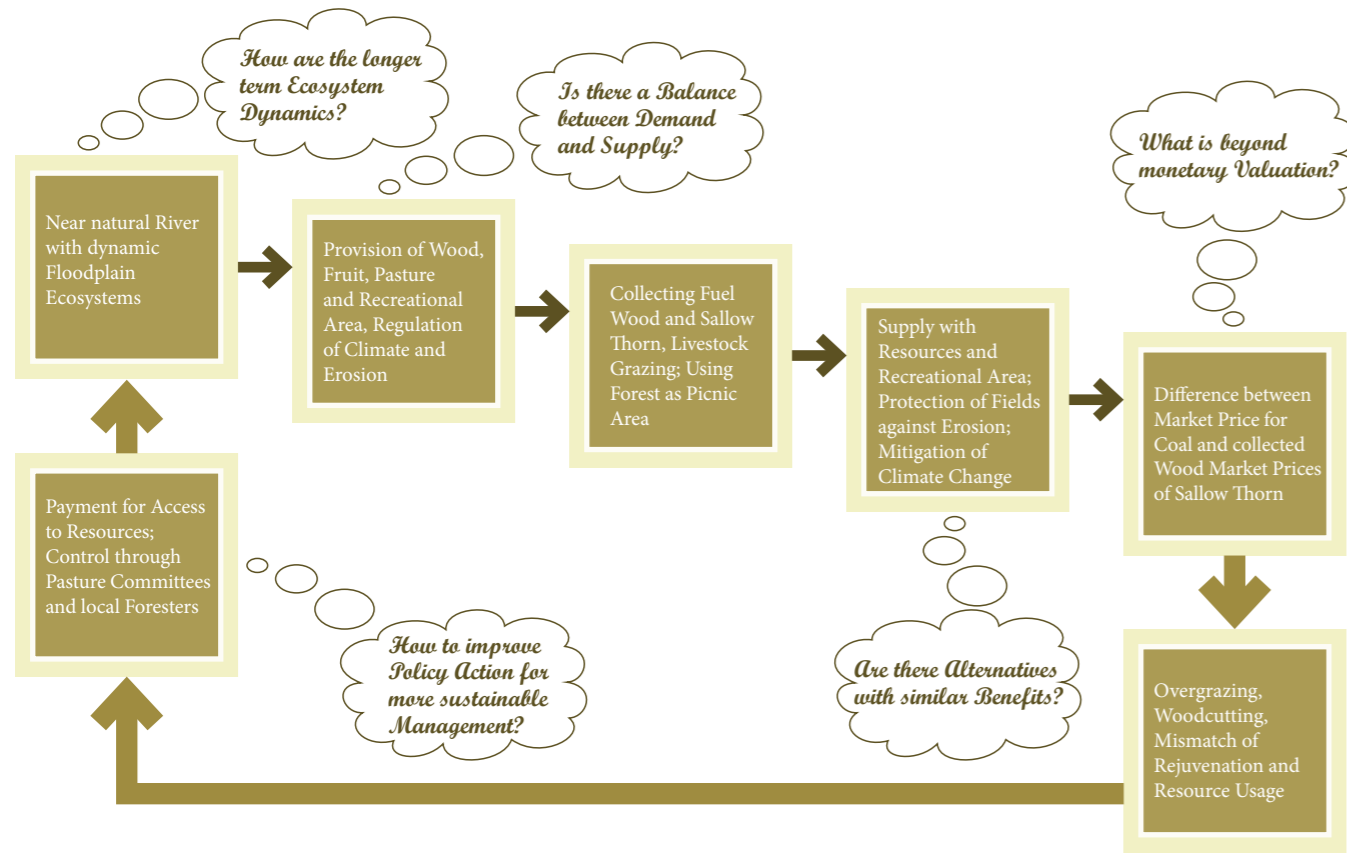 How are the longer
term Ecosystem
Dynamics?
Is there a Balance
between Demand
and Supply?
What is beyond
monetary Valuation?
Near natural River
with dynamic
Floodplain
Ecosystems
Provision of Wood,
Fruit, Pasture
and Recreational
Area, Regulation
of Climate and
Erosion
Collecting Fuel
Wood and Sallow
Thorn, Livestock
Grazing; Using
Forest as Picnic
Area
Supply with
Resources and
Recreational Area;
Protection of Fields
against Erosion;
Mitigation of
Climate Change
Difference between
Market Price for
Coal and collected
Wood Market Prices
of Sallow Thorn
Payment for Access
to Resources;
Control through
Pasture Committees
and local Foresters
How to improve
Policy Action for
more sustainable
Management?
Are there Alternatives
with similar Benefits?
Overgrazing,
Woodcutting,
Mismatch of
Rejuvenation and
Resource Usage